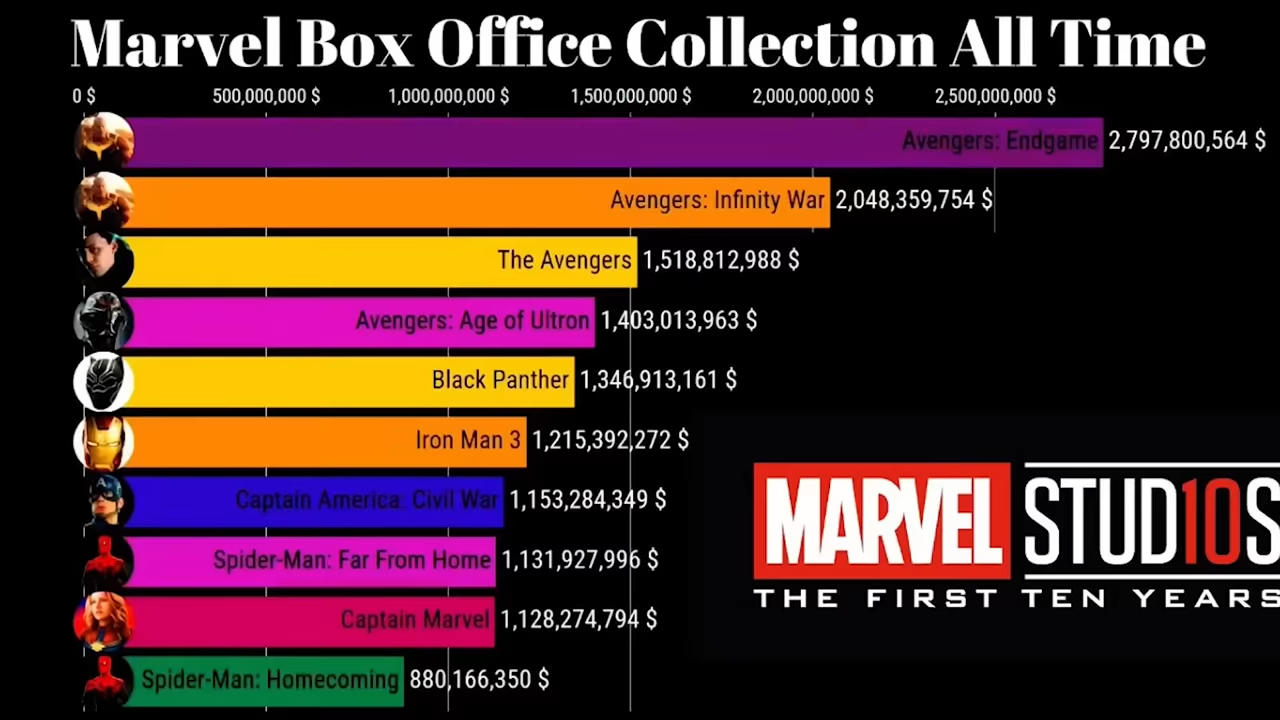 Marvel Box Office Collection All Time
0 $ 500,000,000 $ 1,000,000,000 $ 1,500,000,000 $ 2,000,000,000 $ 2,500,000,000 $
Avengers: Endgame 2,797,800,564 $
Avengers: Infinity War 2,048,359,754 $
The Avengers 1,518,812,988 $
Avengers: Age of Ultron 1,403,013,963 $
Black Panther 1,346,913,161 $
Iron Man 3 1,215,392,272 $
Captain America: Civil War 1,153,284,349 $
Spider-Man: Far From Home 1,131,927,996 $
Captain Marvel 1,128,274,794 $
Spider-Man: Homecoming 880,166,350 $
MARVEL STUD10S
THE FIRST TEN YEARS